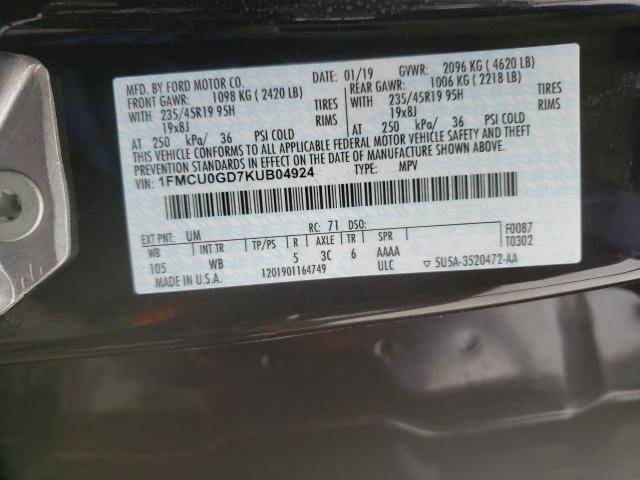 MFD. BY FORD MOTOR CO. DATE: 01/19 GVWR: 2096 KG ( 4620 LB)
FRONT GAWR: 1098 KG ( 2420 LB) REAR GAWR: 1006 KG ( 2218 LB)
WITH 235/45R19 95H TIRES WITH 235/45R19 95H TIRES
19x8J RIMS 19x8J RIMS
AT 250 kPa/ 36 PSI COLD AT 250 kPa/ 36 PSI COLD
THIS VEHICLE CONFORMS TO ALL APPLICABLE FEDERAL MOTOR VEHICLE SAFETY AND THEFT
PREVENTION STANDARDS IN EFFECT ON THE DATE OF MANUFACTURE SHOWN ABOVE.
VIN: 1FMCU0GD7KUB04924 TYPE: MPV
EXT PNT: UM RC: 71 DSO: F0087
WB INT TR TP/PS R AXLE TR SPR T0302
105 WB 5 3C 6 AAAA
MADE IN U.S.A. 1201901164749 ULC ▽ 5U5A-3520472-AA